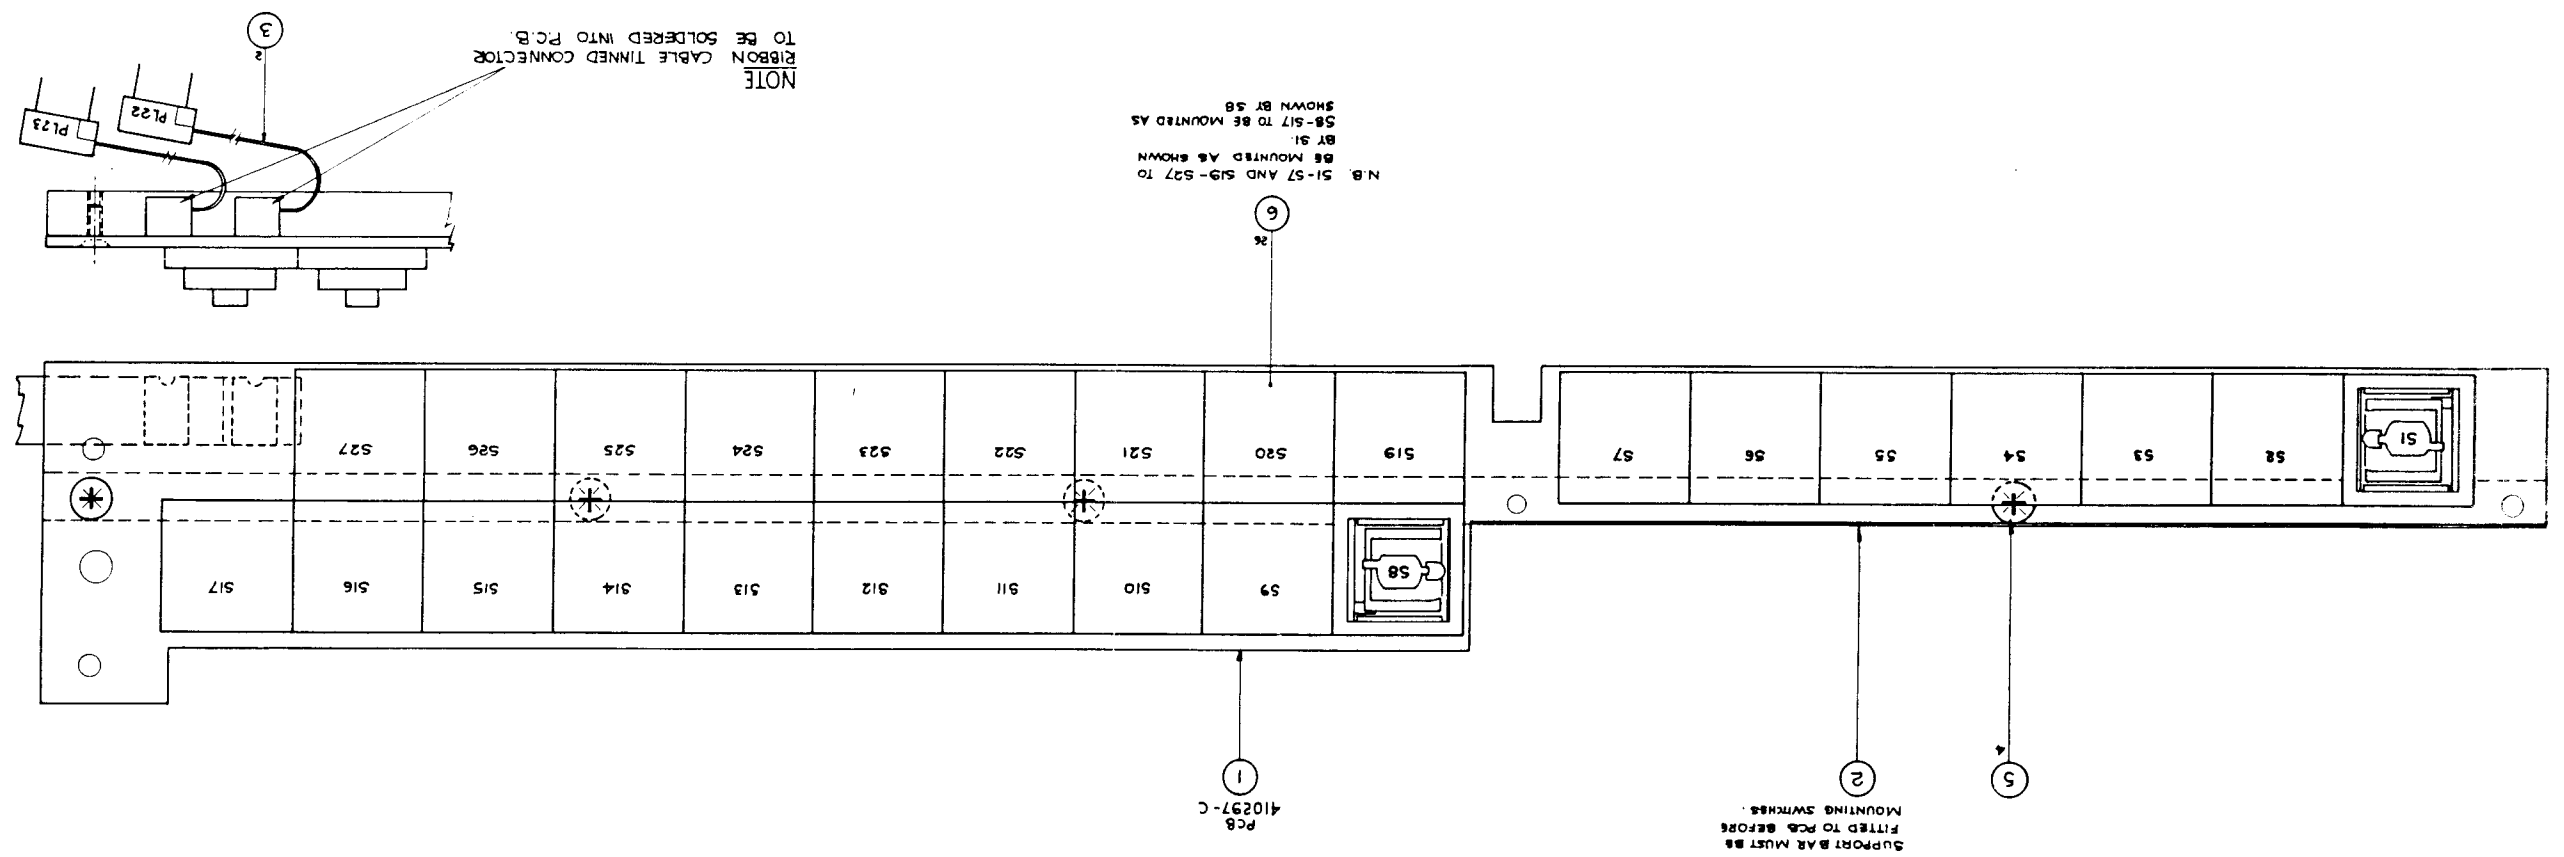 SUPPORT BAR MUST BE
FITTED TO PCB BEFORE
MOUNTING SWITCHES.
5
4
2
PCB
410297-C
1
S8 S9 S10 S11 S12 S13 S14 S15 S16 S17
S1 S2 S3 S4 S5 S6 S7 S19 S20 S21 S22 S23 S24 S25 S26 S27
26
6
N.B. S1-S7 AND S19-S27 TO
BE MOUNTED AS SHOWN
BY S1.
S8-S17 TO BE MOUNTED AS
SHOWN BY S8
NOTE
RIBBON CABLE TINNED CONNECTOR
TO BE SOLDERED INTO P.C.B.
PL22
PL23
2
3